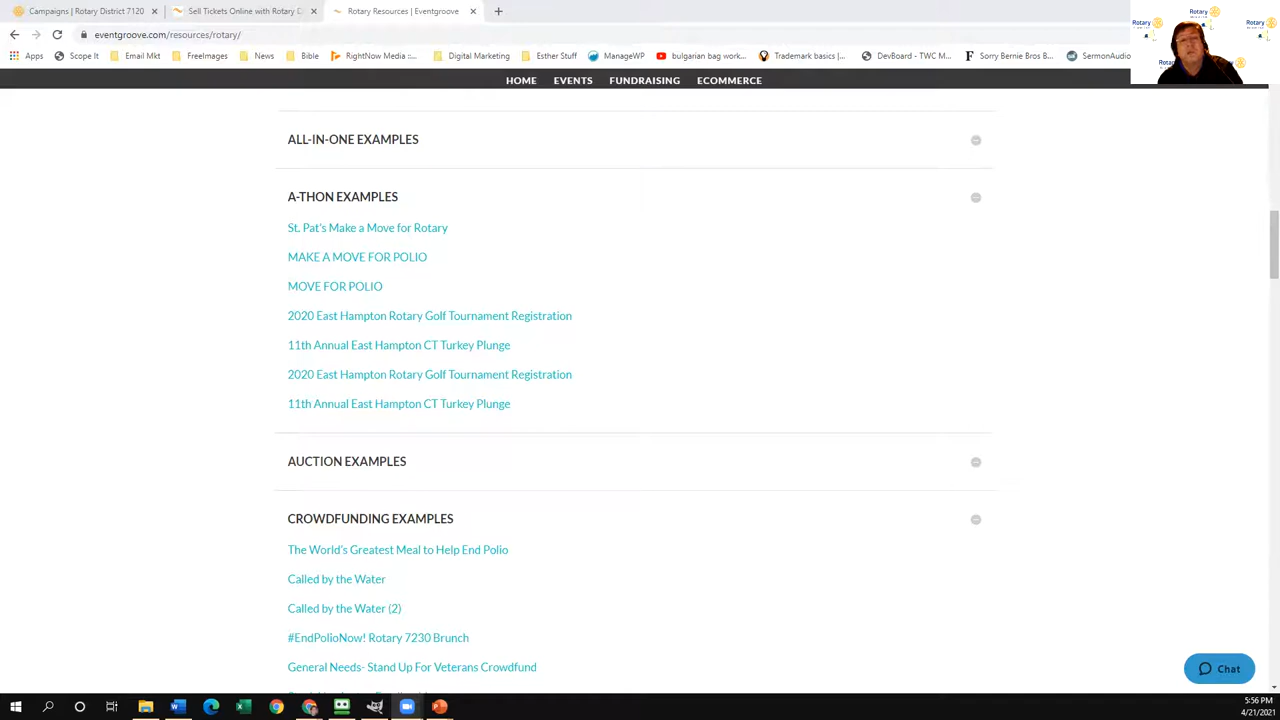 Campaigns | Rotary District 7120
Sell Tickets Online with Rotary D
Rotary Resources | Eventgroove
eventgroove.com/resources/rotary/
Apps
Scope It
Email Mkt
FreeImages
News
Bible
RightNow Media ::...
Digital Marketing
Esther Stuff
ManageWP
bulgarian bag work...
Trademark basics |...
DevBoard - TWC M...
Sorry Bernie Bros B...
SermonAudio
HOME EVENTS FUNDRAISING ECOMMERCE
ALL-IN-ONE EXAMPLES
A-THON EXAMPLES
St. Pat's Make a Move for Rotary
MAKE A MOVE FOR POLIO
MOVE FOR POLIO
2020 East Hampton Rotary Golf Tournament Registration
11th Annual East Hampton CT Turkey Plunge
2020 East Hampton Rotary Golf Tournament Registration
11th Annual East Hampton CT Turkey Plunge
AUCTION EXAMPLES
CROWDFUNDING EXAMPLES
The World's Greatest Meal to Help End Polio
Called by the Water
Called by the Water (2)
#EndPolioNow! Rotary 7230 Brunch
General Needs- Stand Up For Veterans Crowdfund
Chat
5:56 PM
4/21/2021
Rotary
Rotary
Rotary